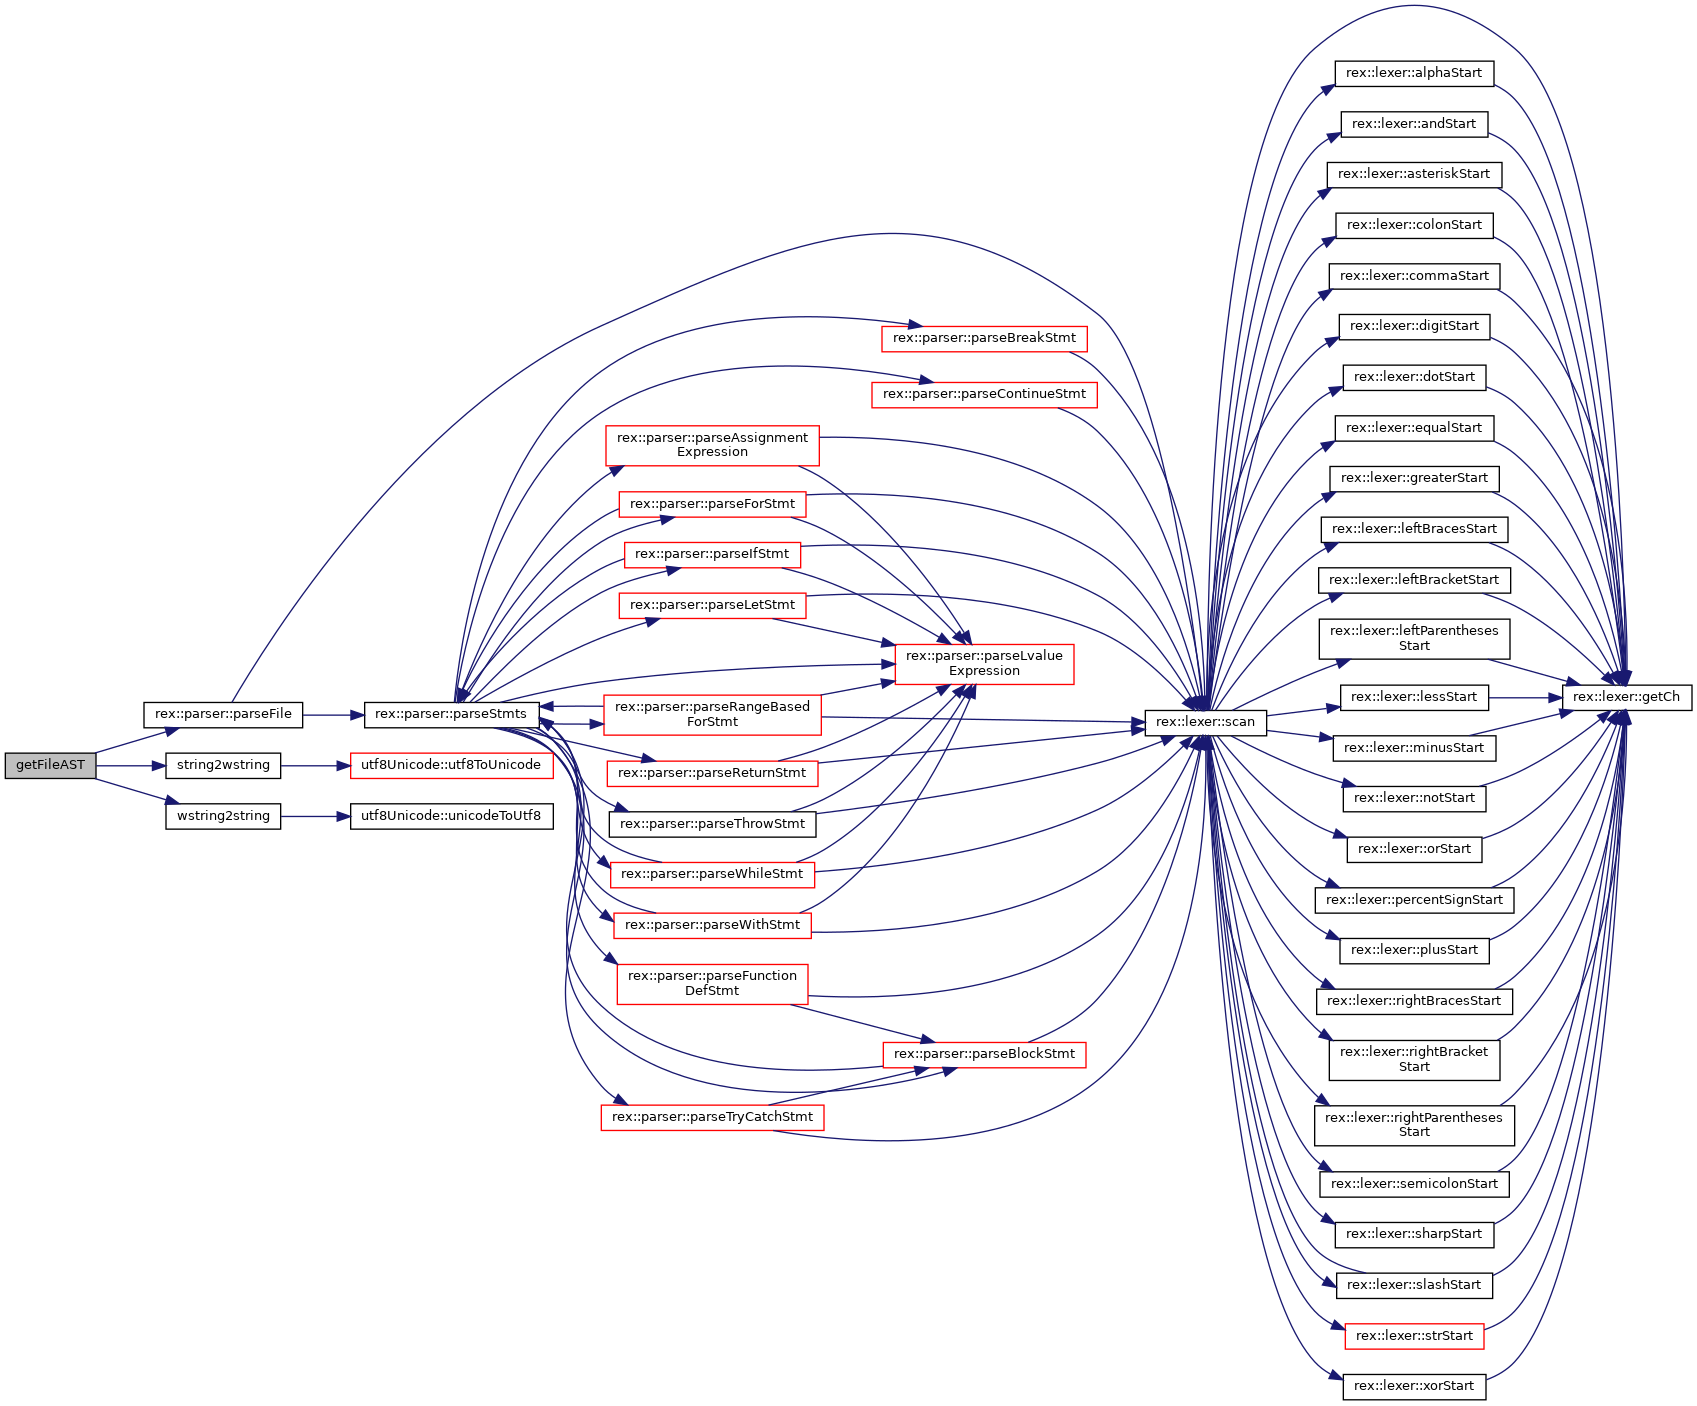 getFileAST
rex::parser::parseFile
string2wstring
wstring2string
rex::parser::parseStmts
utf8Unicode::utf8ToUnicode
utf8Unicode::unicodeToUtf8
rex::parser::parseBreakStmt
rex::parser::parseContinueStmt
rex::parser::parseAssignment
Expression
rex::parser::parseForStmt
rex::parser::parseIfStmt
rex::parser::parseLetStmt
rex::parser::parseLvalue
Expression
rex::parser::parseRangeBased
ForStmt
rex::parser::parseReturnStmt
rex::parser::parseThrowStmt
rex::parser::parseWhileStmt
rex::parser::parseWithStmt
rex::parser::parseFunction
DefStmt
rex::parser::parseBlockStmt
rex::parser::parseTryCatchStmt
rex::lexer::scan
rex::lexer::alphaStart
rex::lexer::andStart
rex::lexer::asteriskStart
rex::lexer::colonStart
rex::lexer::commaStart
rex::lexer::digitStart
rex::lexer::dotStart
rex::lexer::equalStart
rex::lexer::greaterStart
rex::lexer::leftBracesStart
rex::lexer::leftBracketStart
rex::lexer::leftParentheses
Start
rex::lexer::lessStart
rex::lexer::minusStart
rex::lexer::notStart
rex::lexer::orStart
rex::lexer::percentSignStart
rex::lexer::plusStart
rex::lexer::rightBracesStart
rex::lexer::rightBracket
Start
rex::lexer::rightParentheses
Start
rex::lexer::semicolonStart
rex::lexer::sharpStart
rex::lexer::slashStart
rex::lexer::strStart
rex::lexer::xorStart
rex::lexer::getCh